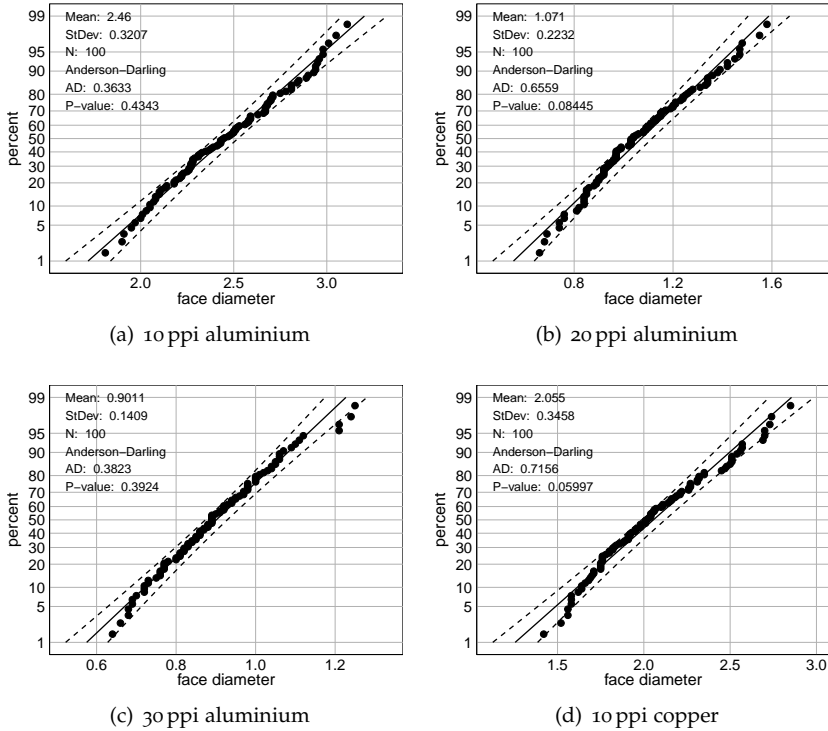 99
95
90
80
70
60
50
40
30
20
10
5
1
percent
Mean: 2.46
StDev: 0.3207
N: 100
Anderson−Darling
AD: 0.3633
P−value: 0.4343
2.0 2.5 3.0
face diameter
(a) 10 ppi aluminium
99
95
90
80
70
60
50
40
30
20
10
5
1
percent
Mean: 1.071
StDev: 0.2232
N: 100
Anderson−Darling
AD: 0.6559
P−value: 0.08445
0.8 1.2 1.6
face diameter
(b) 20 ppi aluminium
99
95
90
80
70
60
50
40
30
20
10
5
1
percent
Mean: 0.9011
StDev: 0.1409
N: 100
Anderson−Darling
AD: 0.3823
P−value: 0.3924
0.6 0.8 1.0 1.2
face diameter
(c) 30 ppi aluminium
99
95
90
80
70
60
50
40
30
20
10
5
1
percent
Mean: 2.055
StDev: 0.3458
N: 100
Anderson−Darling
AD: 0.7156
P−value: 0.05997
1.5 2.0 2.5 3.0
face diameter
(d) 10 ppi copper